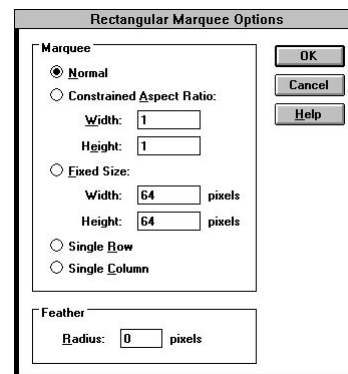 Rectangular Marquee Options
Marquee
Normal
Constrained Aspect Ratio:
Width: 1
Height: 1
Fixed Size:
Width: 64 pixels
Height: 64 pixels
Single Row
Single Column
Feather
Radius: 0 pixels
OK
Cancel
Help